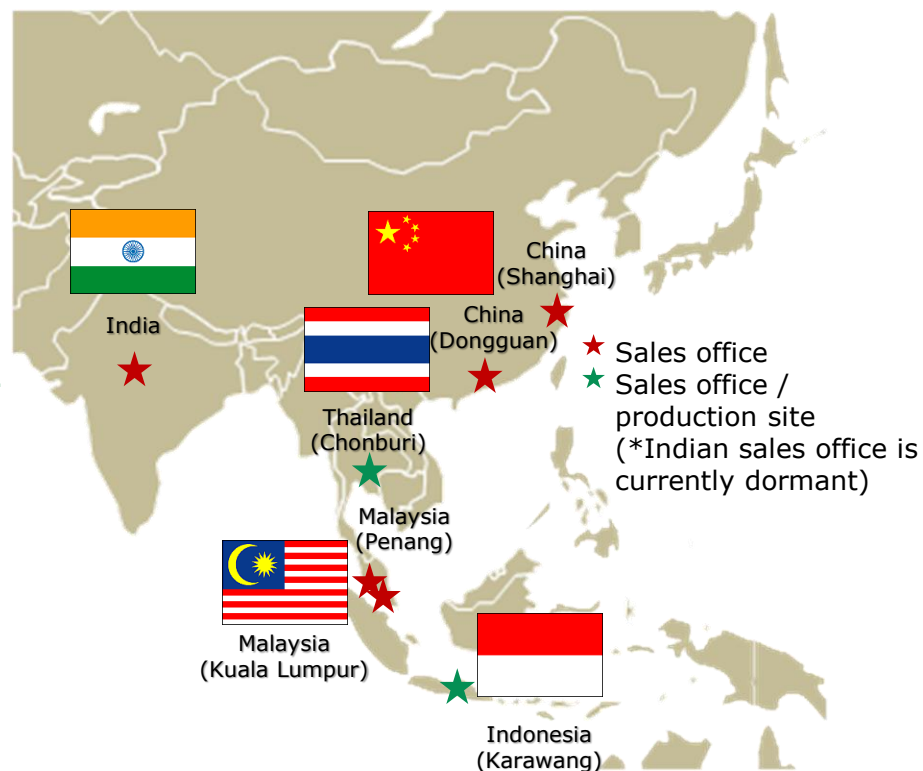 China
(Shanghai)
India
China
(Dongguan)
Sales office
Sales office /
production site
(*Indian sales office is
currently dormant)
Thailand
(Chonburi)
Malaysia
(Penang)
Malaysia
(Kuala Lumpur)
Indonesia
(Karawang)